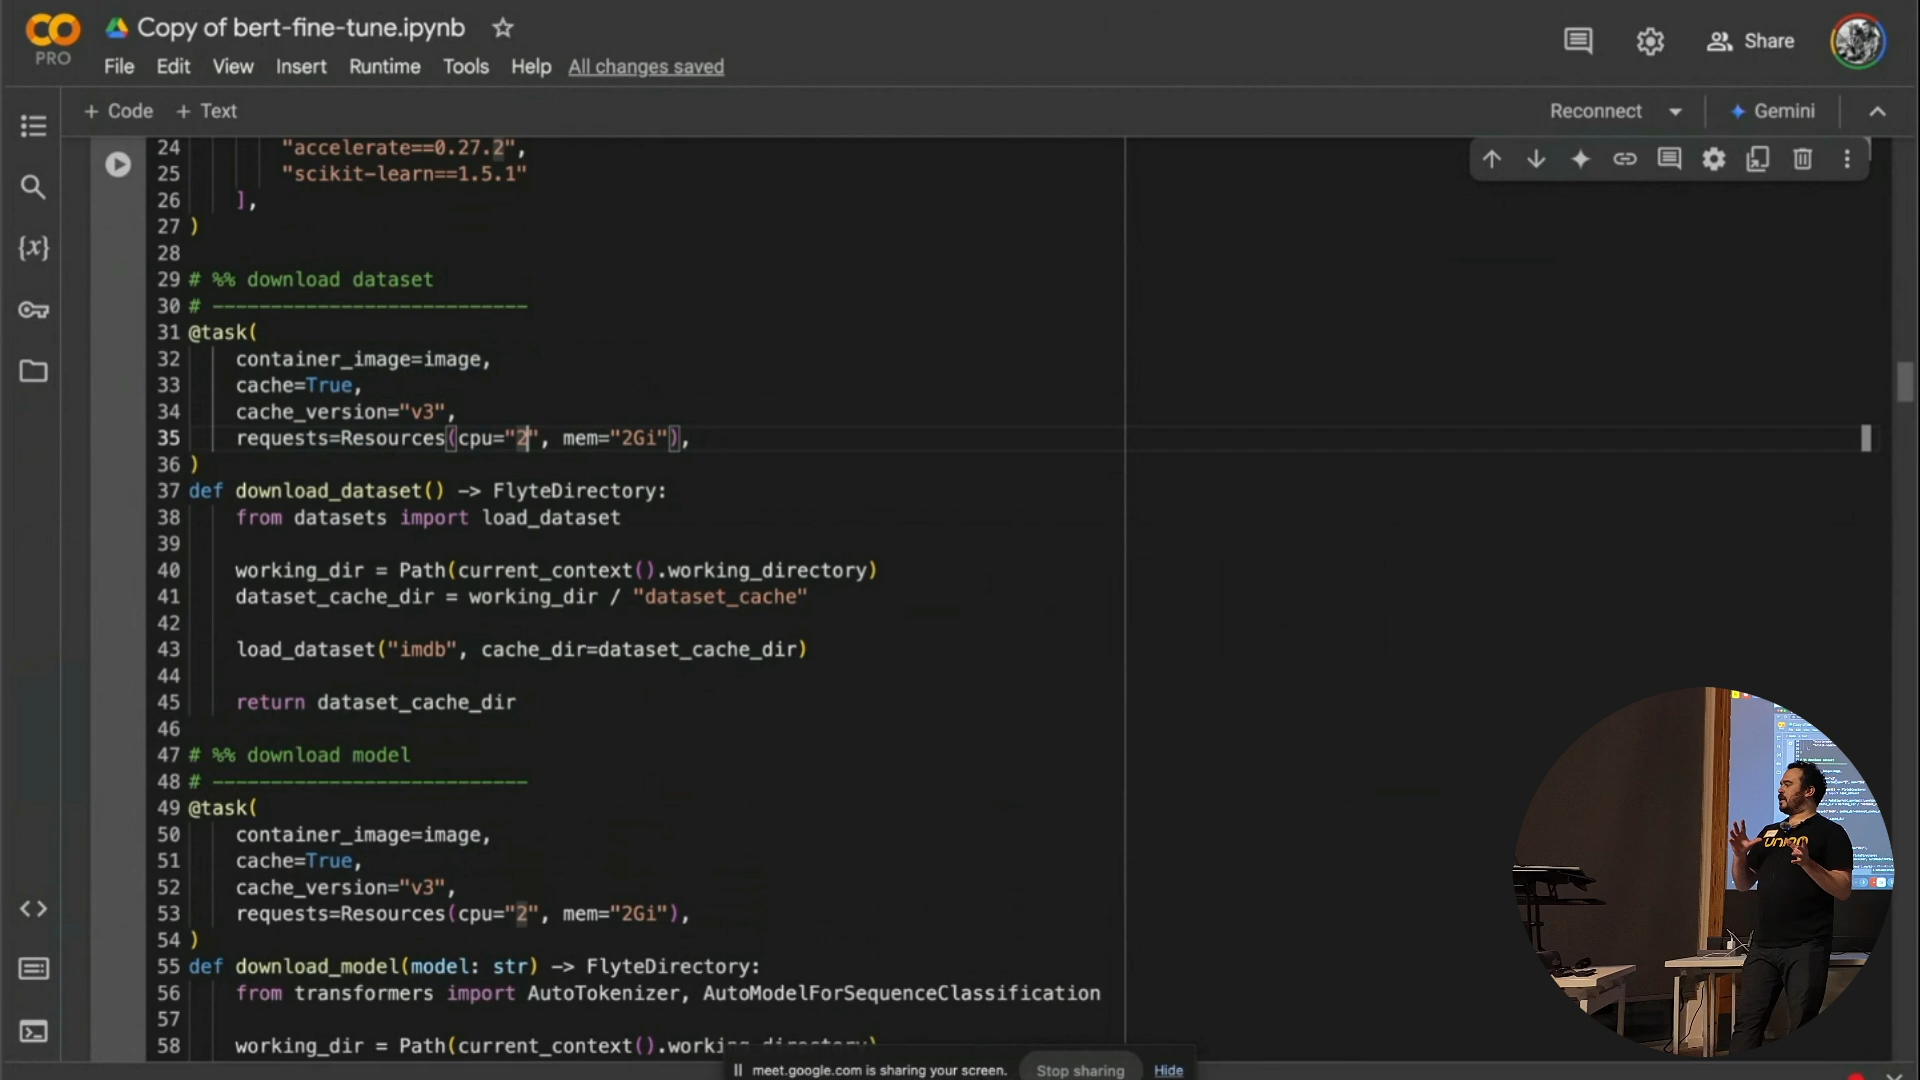 CO
PRO
Copy of bert-fine-tune.ipynb
File Edit View Insert Runtime Tools Help All changes saved
Share
+ Code + Text
Reconnect
Gemini
24 "accelerate==0.27.2",
25 "scikit-learn==1.5.1"
26 ],
27 )
28
29 # %% download dataset
30 # ---------------------------
31 @task(
32 container_image=image,
33 cache=True,
34 cache_version="v3",
35 requests=Resources(cpu="2", mem="2Gi"),
36 )
37 def download_dataset() -> FlyteDirectory:
38 from datasets import load_dataset
39
40 working_dir = Path(current_context().working_directory)
41 dataset_cache_dir = working_dir / "dataset_cache"
42
43 load_dataset("imdb", cache_dir=dataset_cache_dir)
44
45 return dataset_cache_dir
46
47 # %% download model
48 # ---------------------------
49 @task(
50 container_image=image,
51 cache=True,
52 cache_version="v3",
53 requests=Resources(cpu="2", mem="2Gi"),
54 )
55 def download_model(model: str) -> FlyteDirectory:
56 from transformers import AutoTokenizer, AutoModelForSequenceClassification
57
58 working_dir = Path(current_context().working_directory)
meet.google.com is sharing your screen. Stop sharing Hide
union